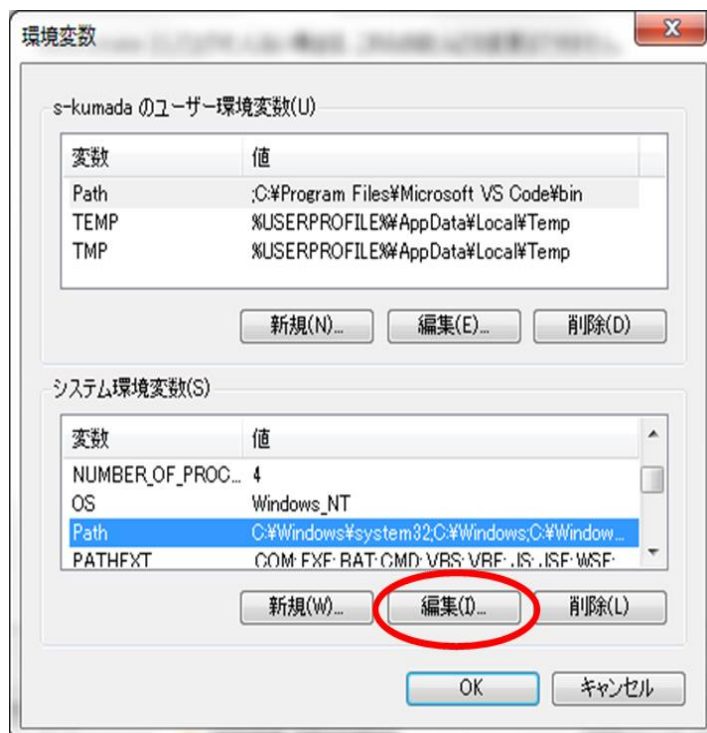 環境変数
s-kumada のユーザー環境変数(U)
変数 値
Path ;C:¥Program Files¥Microsoft VS Code¥bin
TEMP %USERPROFILE%¥AppData¥Local¥Temp
TMP %USERPROFILE%¥AppData¥Local¥Temp
新規(N)... 編集(E)... 削除(D)
システム環境変数(S)
変数 値
NUMBER_OF_PROC... 4
OS Windows_NT
Path C:¥Windows¥system32;C:¥Windows;C:¥Window...
PATHEXT .COM;.EXE;.BAT;.CMD;.VBS;.VBE;.JS;.JSE;.WSF;
新規(W)... 編集(I)... 削除(L)
OK キャンセル